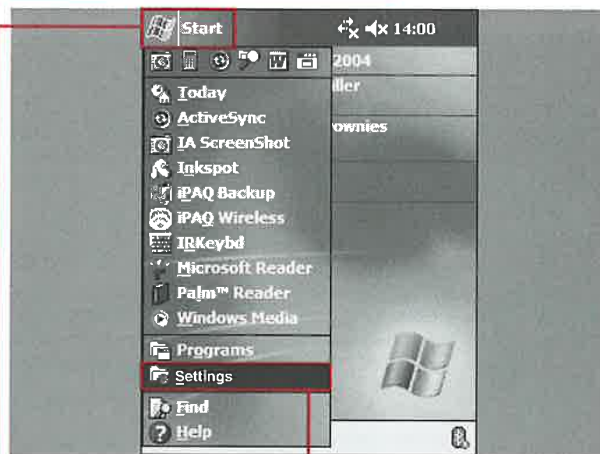 Start 14:00
2004
Today
ller
ActiveSync
ownies
IA ScreenShot
Inkspot
iPAQ Backup
iPAQ Wireless
IRKeybd
Microsoft Reader
Palm™ Reader
Windows Media
Programs
Settings
Find
Help